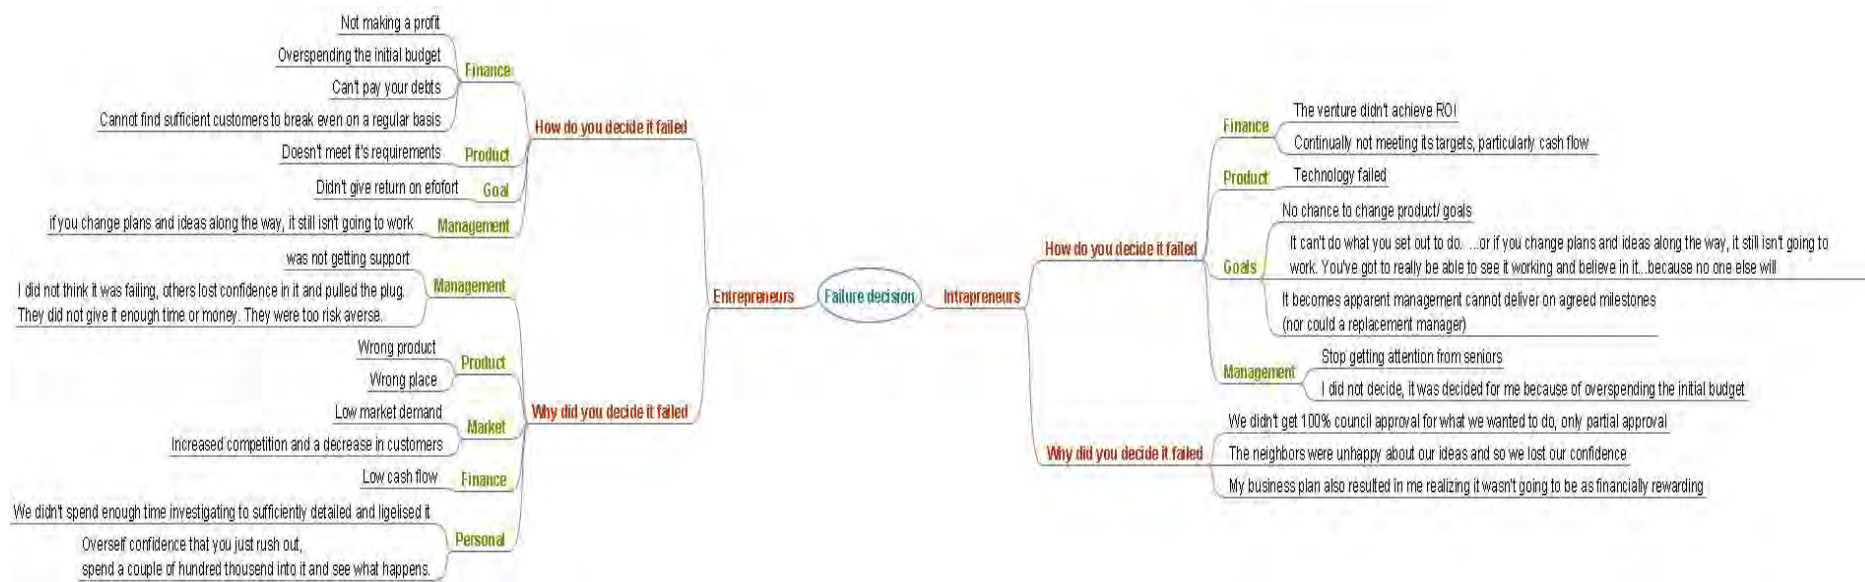 Failure decision
Entrepreneurs
How do you decide it failed
Finance
Not making a profit
Overspending the initial budget
Can't pay your debts
Cannot find sufficient customers to break even on a regular basis
Product
Doesn't meet it's requirements
Goal
Didn't give return on efofort
Management
if you change plans and ideas along the way, it still isn't going to work
Why did you decide it failed
Management
was not getting support
I did not think it was failing, others lost confidence in it and pulled the plug.
They did not give it enough time or money. They were too risk averse.
Product
Wrong product
Wrong place
Market
Low market demand
Increased competition and a decrease in customers
Finance
Low cash flow
Personal
We didn't spend enough time investigating to sufficiently detailed and ligelised it
Overself confidence that you just rush out,
spend a couple of hundred thousend into it and see what happens.
Intrapreneurs
How do you decide it failed
Finance
The venture didn't achieve ROI
Continually not meeting its targets, particularly cash flow
Product
Technology failed
Goals
No chance to change product/ goals
It can't do what you set out to do. ...or if you change plans and ideas along the way, it still isn't going to
work. You've got to really be able to see it working and believe in it...because no one else will
It becomes apparent management cannot deliver on agreed milestones
(nor could a replacement manager)
Management
Stop getting attention from seniors
I did not decide, it was decided for me because of overspending the initial budget
Why did you decide it failed
We didn't get 100% council approval for what we wanted to do, only partial approval
The neighbors were unhappy about our ideas and so we lost our confidence
My business plan also resulted in me realizing it wasn't going to be as financially rewarding